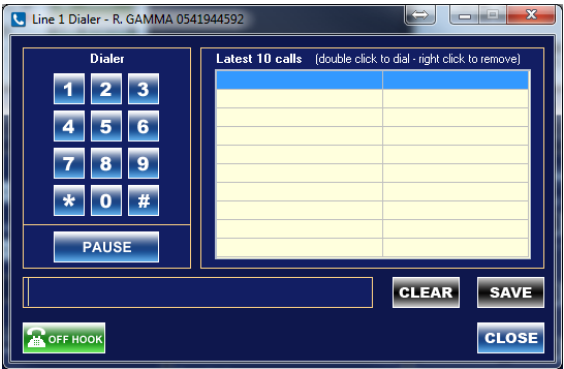 Line 1 Dialer - R. GAMMA 0541944592
Dialer
1 2 3
4 5 6
7 8 9
* 0 #
PAUSE
Latest 10 calls (double click to dial - right click to remove)
CLEAR SAVE
OFF HOOK
CLOSE